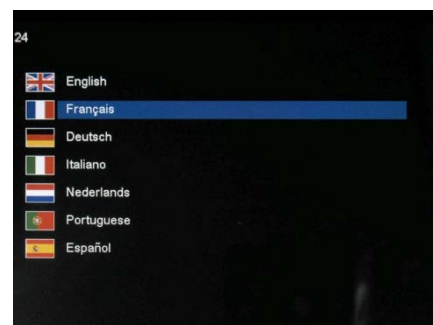 24
English
Français
Deutsch
Italiano
Nederlands
Portuguese
Español